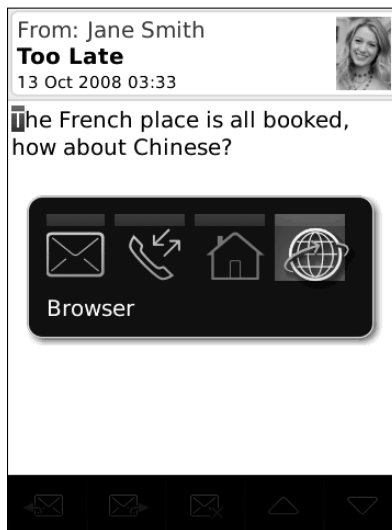 From: Jane Smith
Too Late
13 Oct 2008 03:33
The French place is all booked,
how about Chinese?
Browser